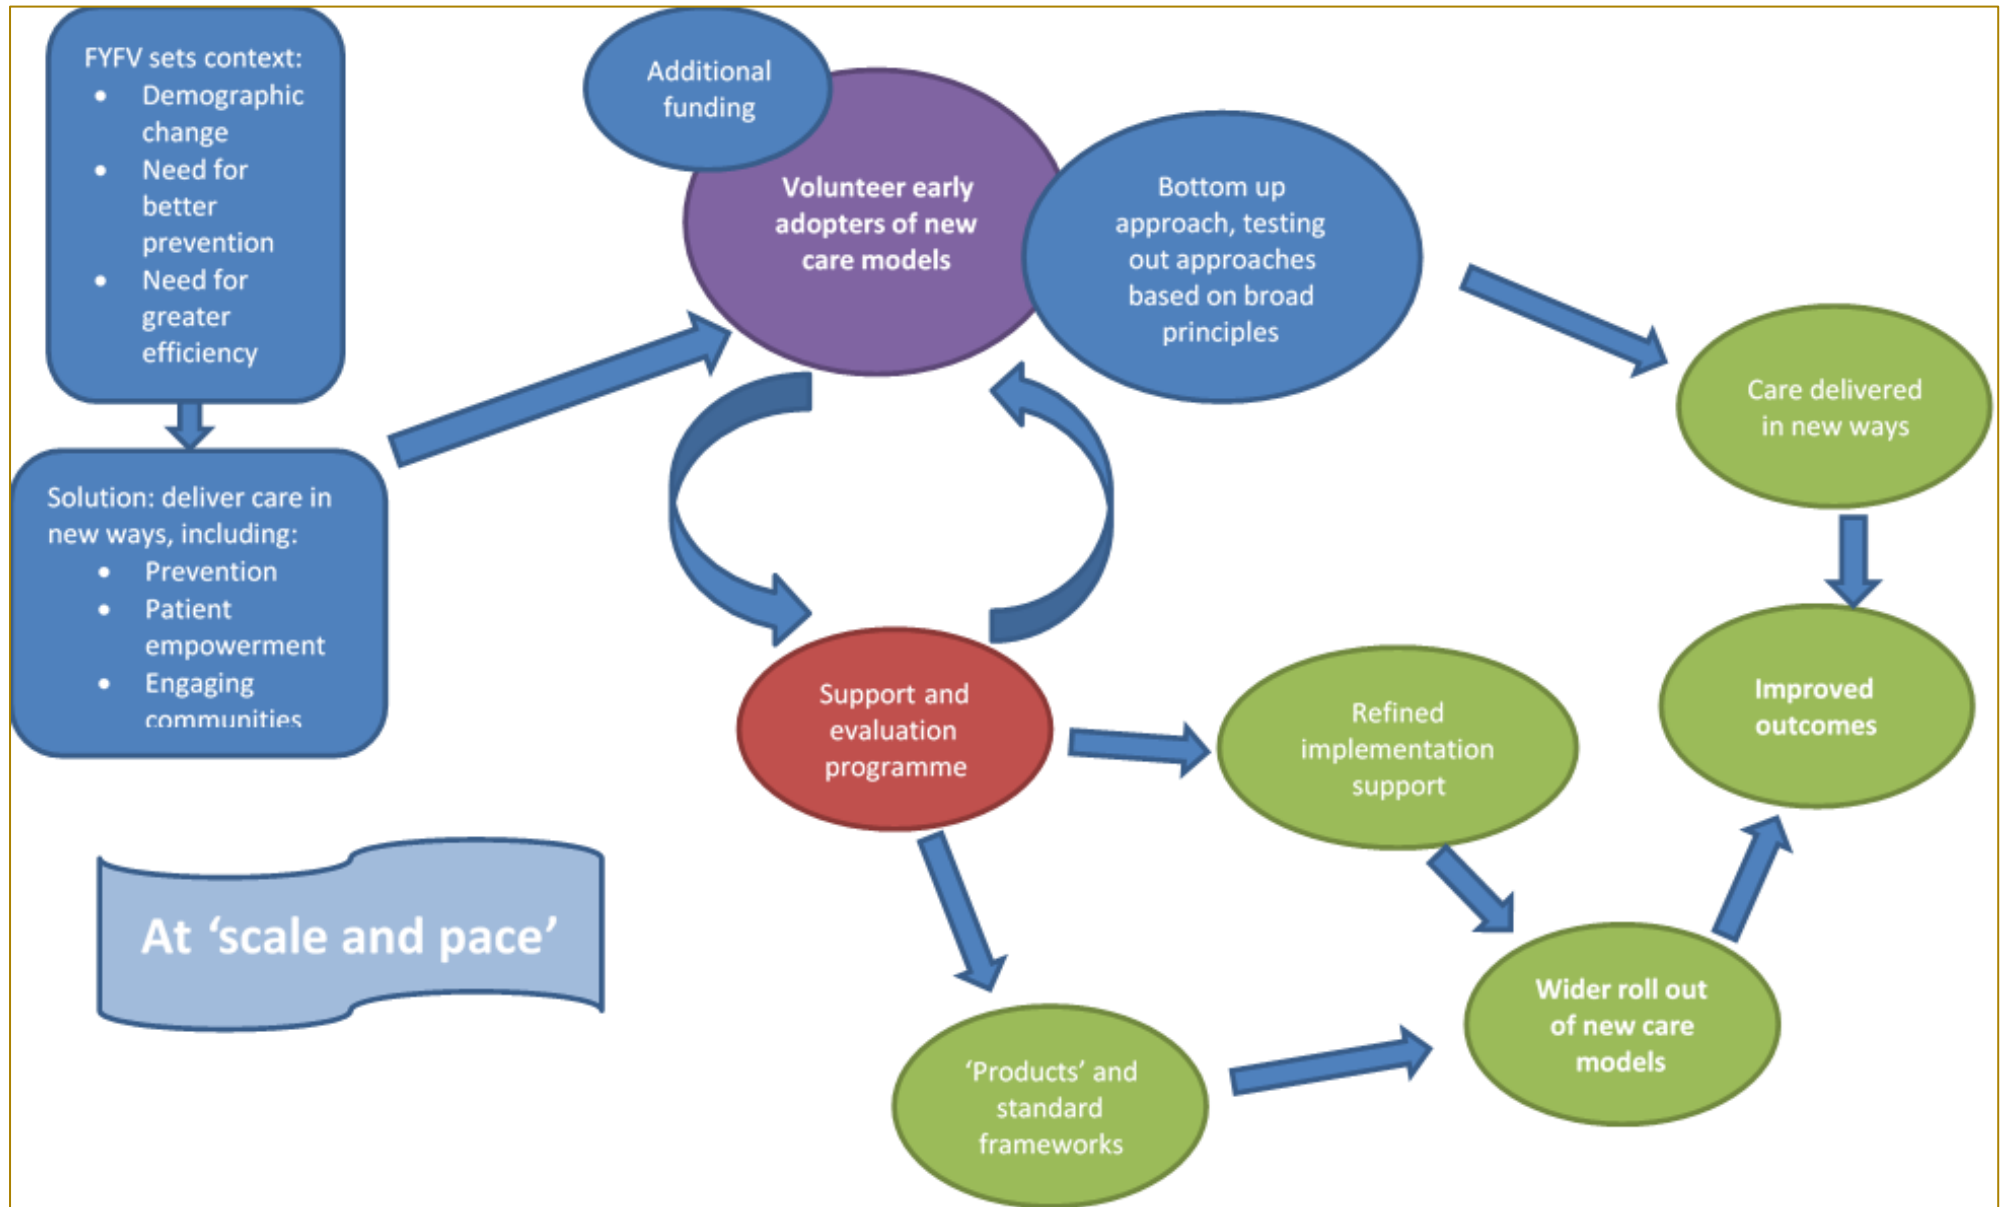 FYFV sets context:
• Demographic
change
• Need for
better
prevention
• Need for
greater
efficiency
Solution: deliver care in
new ways, including:
• Prevention
• Patient
empowerment
• Engaging
communities
At ‘scale and pace’
Additional
funding
Volunteer early
adopters of new
care models
Bottom up
approach, testing
out approaches
based on broad
principles
Care delivered
in new ways
Improved
outcomes
Support and
evaluation
programme
Refined
implementation
support
‘Products’ and
standard
frameworks
Wider roll out
of new care
models